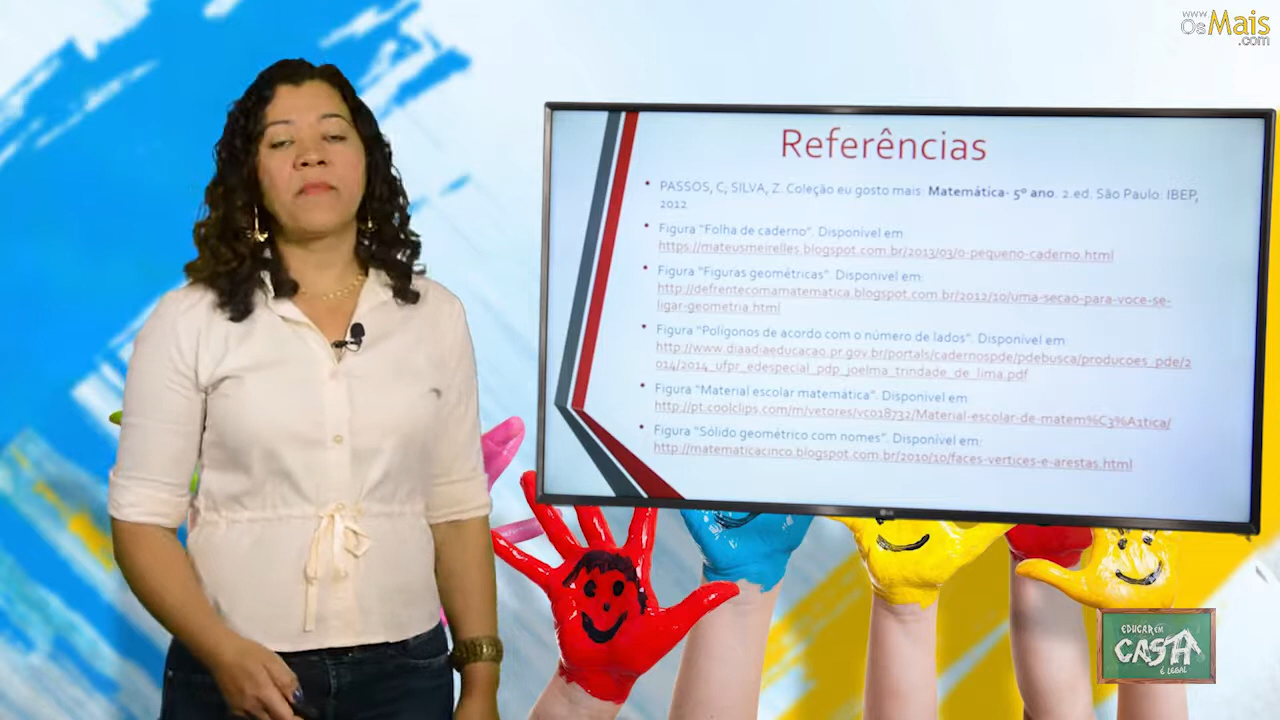 www
OsMais
.com
Referências
PASSOS, C; SILVA, Z. Coleção eu gosto mais: Matemática- 5º ano. 2.ed. São Paulo: IBEP,
2012
Figura "Folha de caderno". Disponível em:
https://mateusmeirelles.blogspot.com.br/2013/03/o-pequeno-caderno.html
Figura "Figuras geométricas". Disponível em:
http://defrentecomamatematica.blogspot.com.br/2012/10/uma-secao-para-voce-se-
ligar-geometria.html
Figura "Polígonos de acordo com o número de lados". Disponível em:
http://www.diaadiaeducacao.pr.gov.br/portals/cadernospde/pdebusca/producoes_pde/2
014/2014_ufpr_edespecial_pdp_joelma_trindade_de_lima.pdf
Figura "Material escolar matemática". Disponível em:
http://pt.coolclips.com/m/vetores/vc018732/Material-escolar-de-matem%C3%A1tica/
Figura "Sólido geométrico com nomes". Disponível em:
http://matematicacinco.blogspot.com.br/2010/10/faces-vertices-e-arestas.html
LG
EDUCAR EM
CASA
É LEGAL